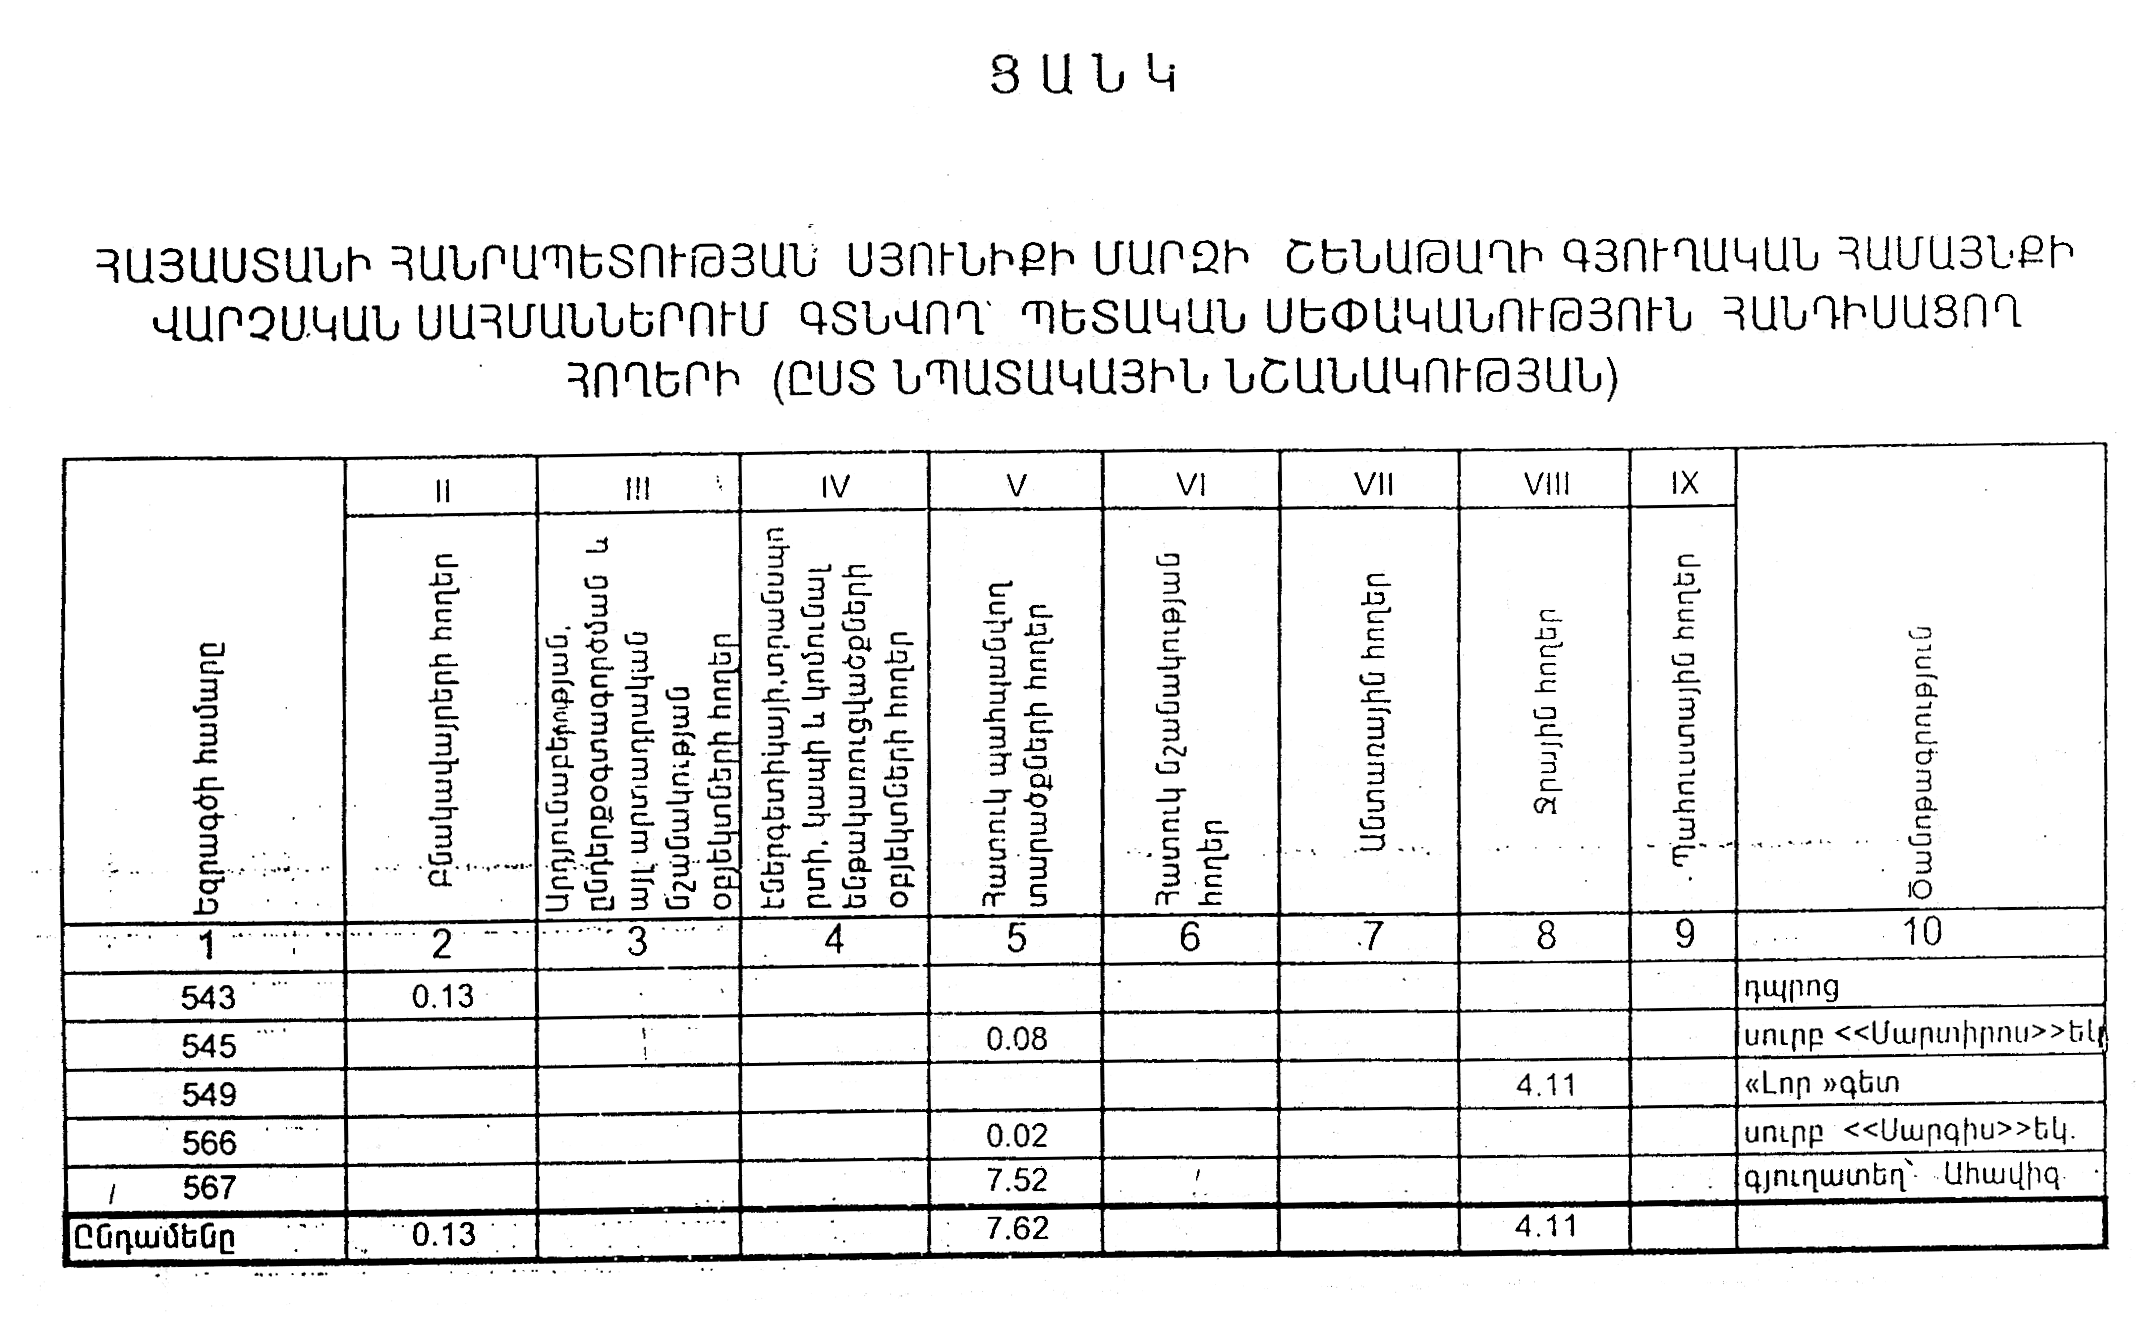 Ց Ա Ն Կ
ՀԱՅԱՍՏԱՆԻ ՀԱՆՐԱՊԵՏՈՒԹՅԱՆ ՍՅՈՒՆԻՔԻ ՄԱՐԶԻ ՇԵՆԱԹԱՂԻ ԳՅՈՒՂԱԿԱՆ ՀԱՄԱՅՆՔԻ
ՎԱՐՉԱԿԱՆ ՍԱՀՄԱՆՆԵՐՈՒՄ ԳՏՆՎՈՂ՝ ՊԵՏԱԿԱՆ ՍԵՓԱԿԱՆՈՒԹՅՈՒՆ ՀԱՆԴԻՍԱՑՈՂ
ՀՈՂԵՐԻ (ԸՍՏ ՆՊԱՏԱԿԱՅԻՆ ՆՇԱՆԱԿՈՒԹՅԱՆ)
II III IV V VI VII VIII IX
Եզրագծի համարը
Բնակավայրերի հողեր
Արդյունաբերության,
ընդերքօգտագործման և
այլ արտադրական
նշանակության
օբյեկտների հողեր
Էներգետիկայի,տրանսպո
րտի, կապի և կոմունալ
ենթակառուցվածքների
օբյեկտների հողեր
Հատուկ պահպանվող
տարածքների հողեր
Հատուկ նշանակության
հողեր
Անտառային հողեր
Ջրային հողեր
Պահուստային հողեր
Ծանոթագրություն
1 2 3 4 5 6 7 8 9 10
543 0.13 դպրոց
545 0.08 սուրբ <<Մարտիրոս>>եկ
549 4.11 «Լոր »գետ
566 0.02 սուրբ <<Սարգիս>>եկ.
567 7.52 գյուղատեղ՝ Ահավիզ
Ընդամենը 0.13 7.62 4.11